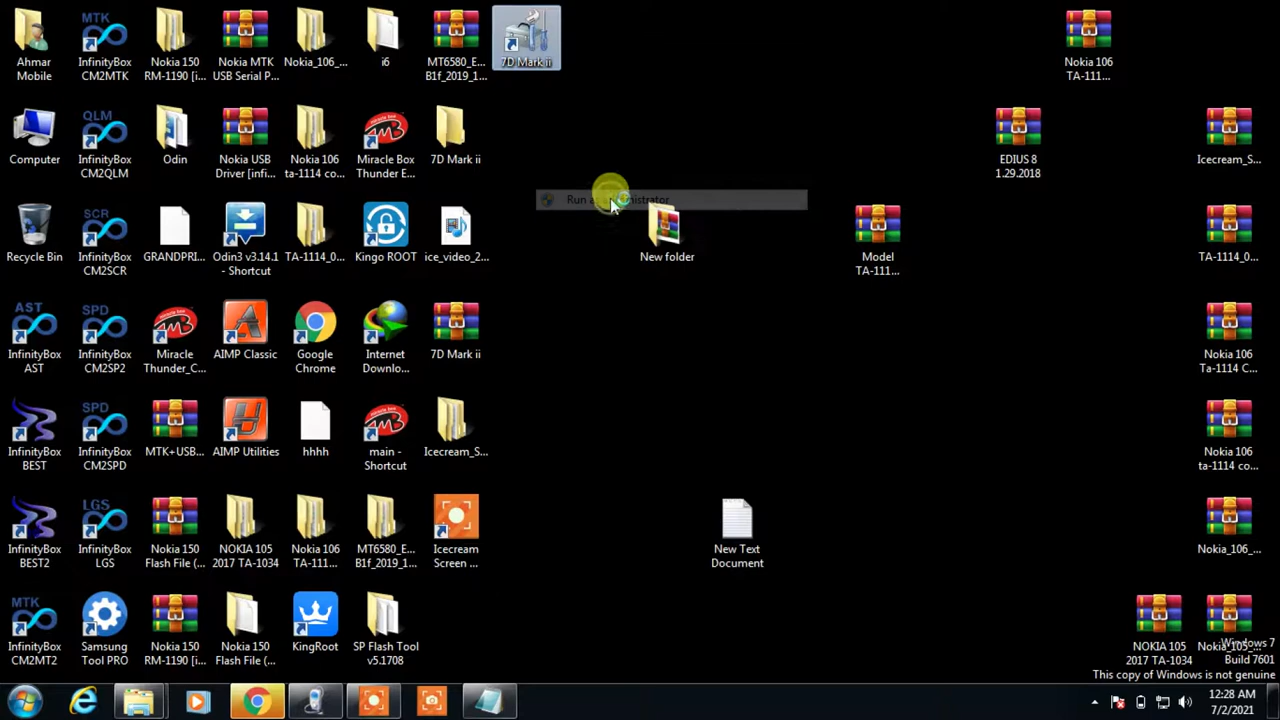 Ahmar
Mobile
MTK
InfinityBox
CM2MTK
Nokia 150
RM-1190 [i...
Nokia MTK
USB Serial P...
Nokia_106_...
i6
MT6580_E...
B1f_2019_1...
7D Mark ii
Nokia 106
TA-111...
Computer
QLM
InfinityBox
CM2QLM
Odin
Nokia USB
Driver [infi...
Nokia 106
ta-1114 co...
Miracle Box
Thunder E...
7D Mark ii
EDIUS 8
1.29.2018
Icecream_S...
Recycle Bin
SCR
InfinityBox
CM2SCR
GRANDPRI...
Odin3 v3.14.1
- Shortcut
TA-1114_0...
Kingo ROOT
ice_video_2...
Run as administrator
New folder
Model
TA-111...
TA-1114_0...
AST
InfinityBox
AST
SPD
InfinityBox
CM2SP2
Miracle
Thunder_C...
AIMP Classic
Google
Chrome
Internet
Downlo...
7D Mark ii
Nokia 106
Ta-1114 C...
InfinityBox
BEST
SPD
InfinityBox
CM2SPD
MTK+USB...
AIMP Utilities
hhhh
main -
Shortcut
Icecream_S...
Nokia 106
ta-1114 co...
InfinityBox
BEST2
LGS
InfinityBox
LGS
Nokia 150
Flash File (...
NOKIA 105
2017 TA-1034
Nokia 106
TA-111...
MT6580_E...
B1f_2019_1...
Icecream
Screen ...
New Text
Document
Nokia_106_...
MTK
InfinityBox
CM2MT2
Samsung
Tool PRO
Nokia 150
RM-1190 [i...
Nokia 150
Flash File (...
KingRoot
SP Flash Tool
v5.1708
NOKIA 105
2017 TA-1034
Nokia_105_...
Windows 7
Build 7601
This copy of Windows is not genuine
12:28 AM
7/2/2021